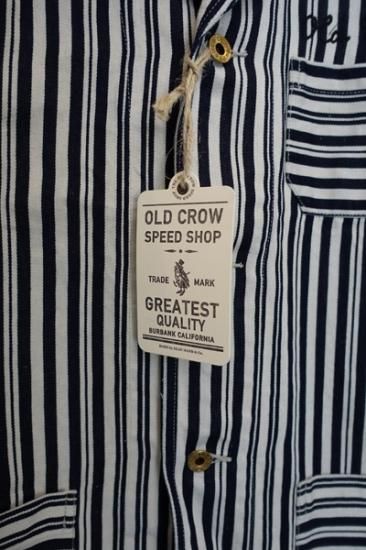 OLD CROW
SPEED SHOP
TRADE MARK
GREATEST
QUALITY
BURBANK CALIFORNIA